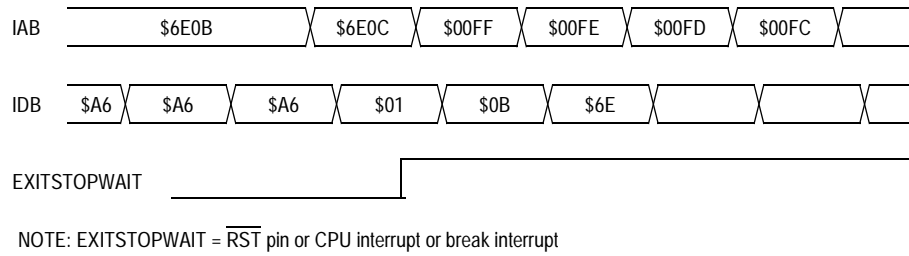 IAB $6E0B $6E0C $00FF $00FE $00FD $00FC
IDB $A6 $A6 $A6 $01 $0B $6E
EXITSTOPWAIT
NOTE: EXITSTOPWAIT = RST pin or CPU interrupt or break interrupt